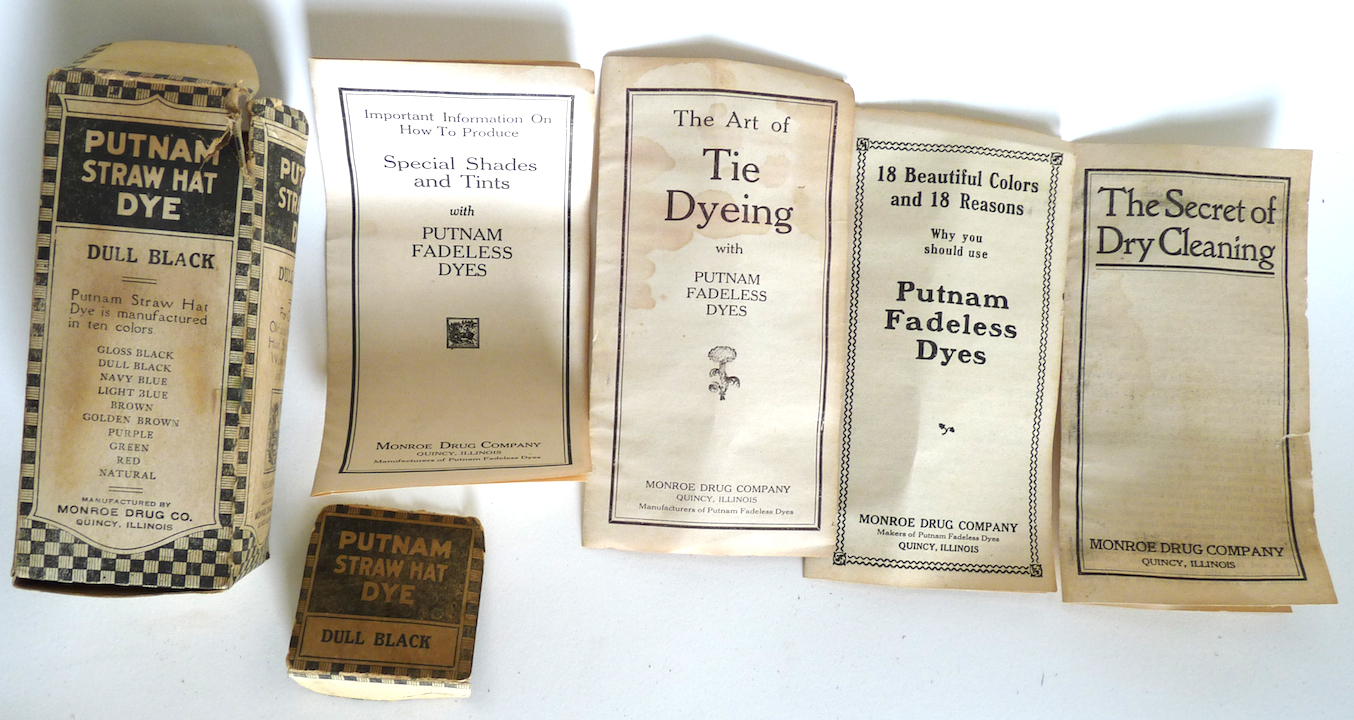 PUTNAM
STRAW HAT
DYE
DULL BLACK
Putnam Straw Hat
Dye is manufactured
in ten colors.
GLOSS BLACK
DULL BLACK
NAVY BLUE
LIGHT BLUE
BROWN
GOLDEN BROWN
PURPLE
GREEN
RED
NATURAL
MANUFACTURED BY
MONROE DRUG CO.
QUINCY, ILLINOIS
Important Information On
How To Produce
Special Shades
and Tints
with
PUTNAM
FADELESS
DYES
MONROE DRUG COMPANY
QUINCY, ILLINOIS
Manufacturers of Putnam Fadeless Dyes
The Art of
Tie
Dyeing
with
PUTNAM
FADELESS
DYES
MONROE DRUG COMPANY
QUINCY, ILLINOIS
Manufacturers of Putnam Fadeless Dyes
18 Beautiful Colors
and 18 Reasons
Why you
should use
Putnam
Fadeless
Dyes
MONROE DRUG COMPANY
Makers of Putnam Fadeless Dyes
QUINCY, ILLINOIS
The Secret of
Dry Cleaning
MONROE DRUG COMPANY
QUINCY, ILLINOIS
PUTNAM
STRAW HAT
DYE
DULL BLACK